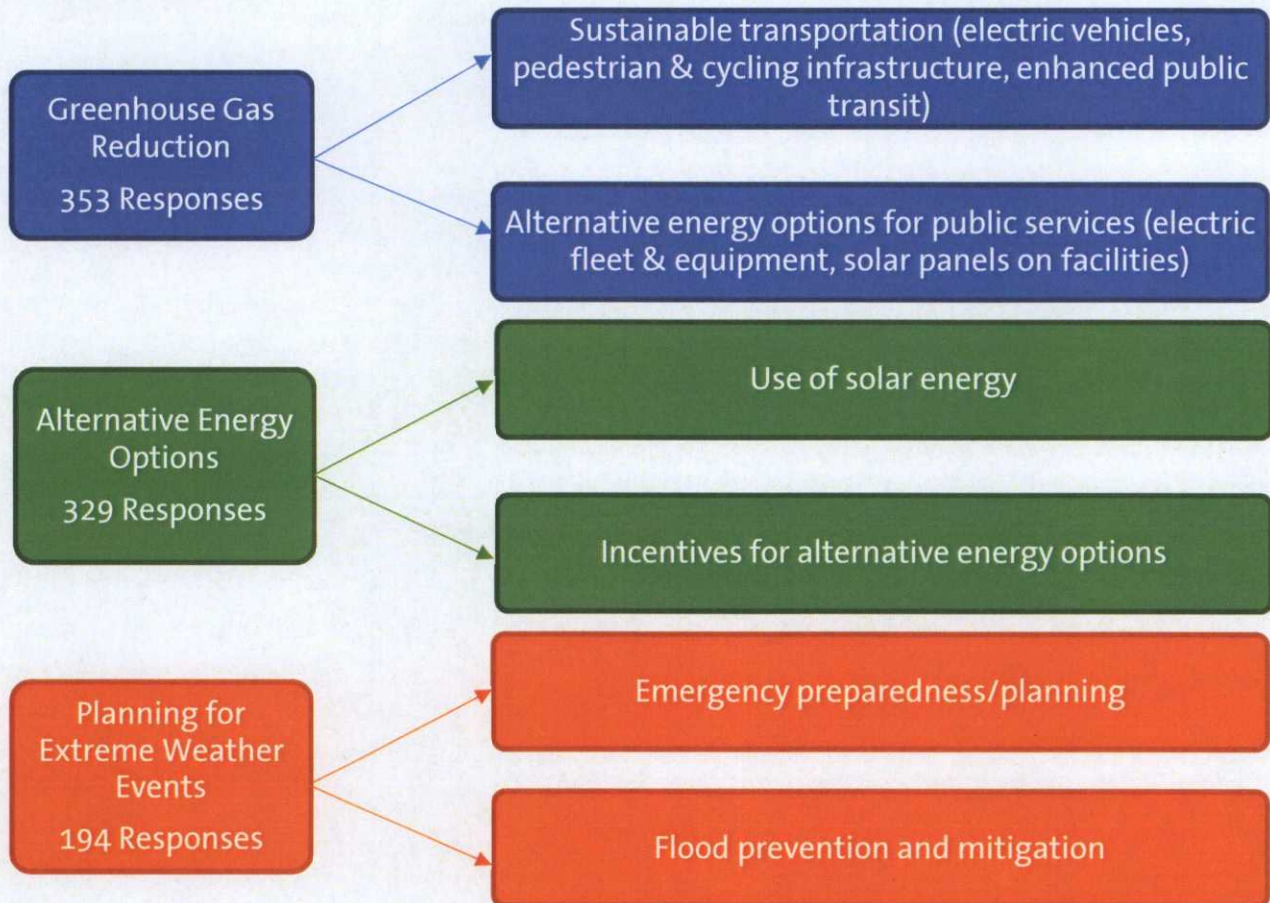 Greenhouse Gas
Reduction
353 Responses
Sustainable transportation (electric vehicles,
pedestrian & cycling infrastructure, enhanced public
transit)
Alternative energy options for public services (electric
fleet & equipment, solar panels on facilities)
Alternative Energy
Options
329 Responses
Use of solar energy
Incentives for alternative energy options
Planning for
Extreme Weather
Events
194 Responses
Emergency preparedness/planning
Flood prevention and mitigation